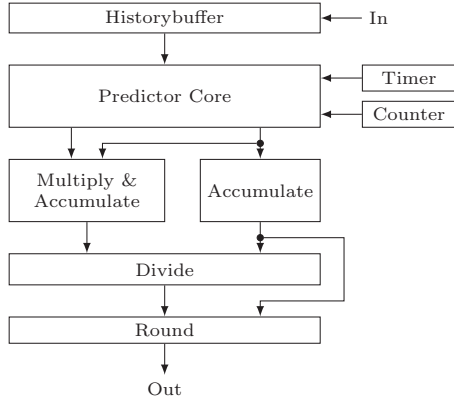 Historybuffer
In
Predictor Core
Timer
Counter
Multiply &
Accumulate
Accumulate
Divide
Round
Out